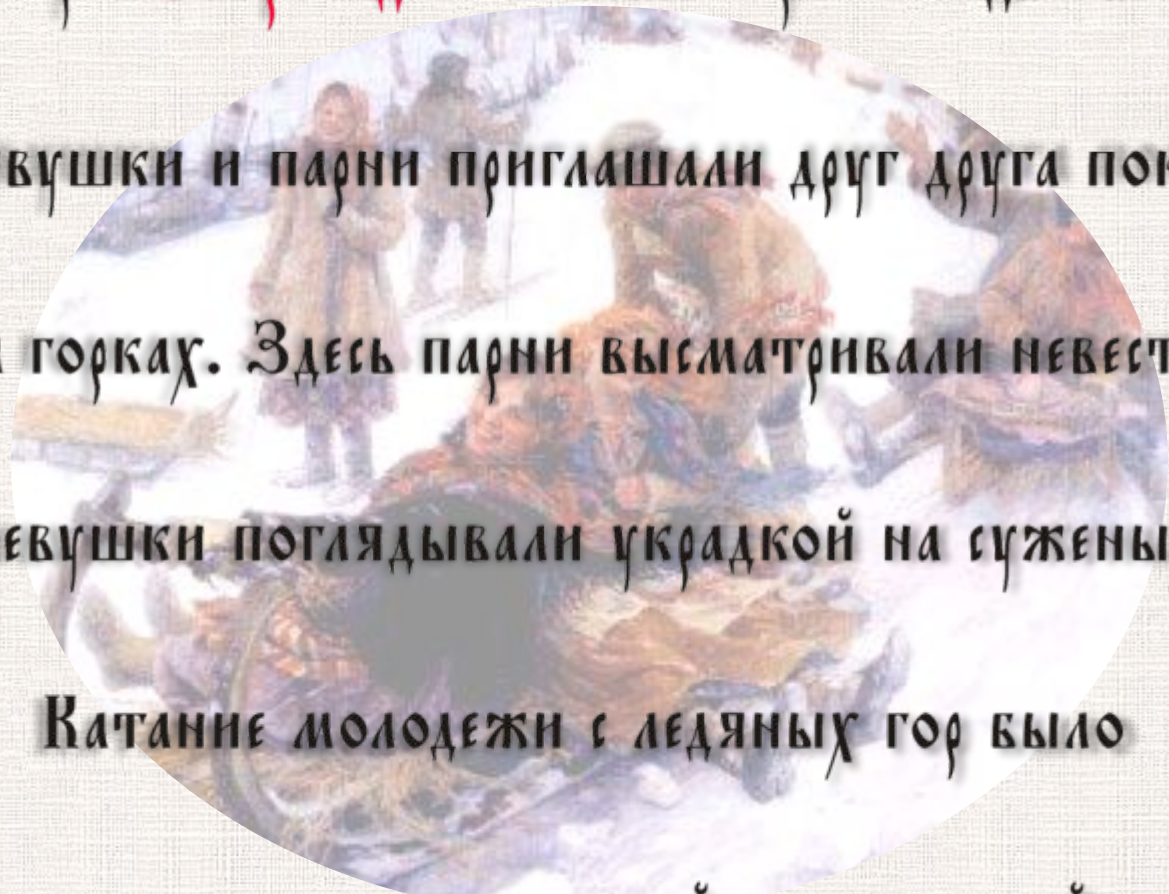 вушки и парни приглашали друг друга пок
горках. Здесь парни высматривали невест
евушки поглядывали украдкой на сужены
Катание молодежи с ледяных гор было